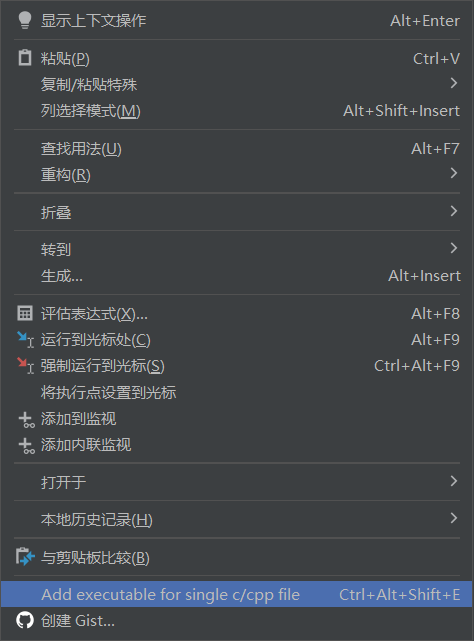 显示上下文操作 Alt+Enter
粘贴(P) Ctrl+V
复制/粘贴特殊
列选择模式(M) Alt+Shift+Insert
查找用法(U) Alt+F7
重构(R)
折叠
转到
生成... Alt+Insert
评估表达式(X)... Alt+F8
运行到光标处(C) Alt+F9
强制运行到光标(S) Ctrl+Alt+F9
将执行点设置到光标
添加到监视
添加内联监视
打开于
本地历史记录(H)
与剪贴板比较(B)
Add executable for single c/cpp file Ctrl+Alt+Shift+E
创建 Gist...